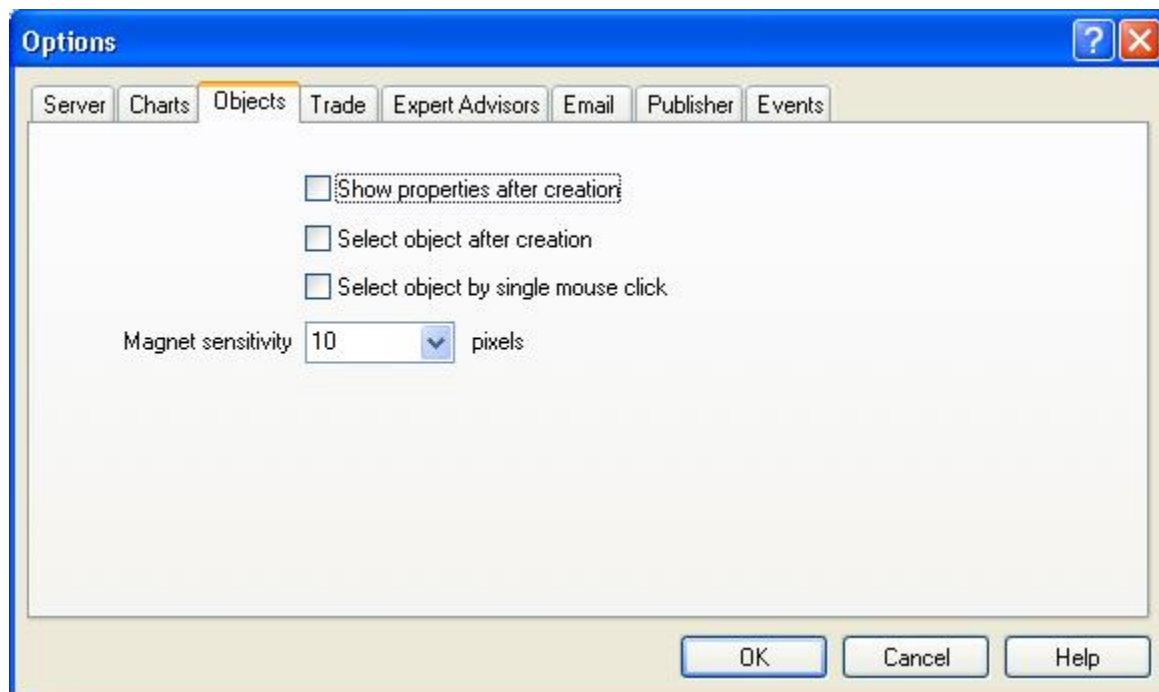 Options
Server Charts Objects Trade Expert Advisors Email Publisher Events
Show properties after creation
Select object after creation
Select object by single mouse click
Magnet sensitivity 10 pixels
OK Cancel Help